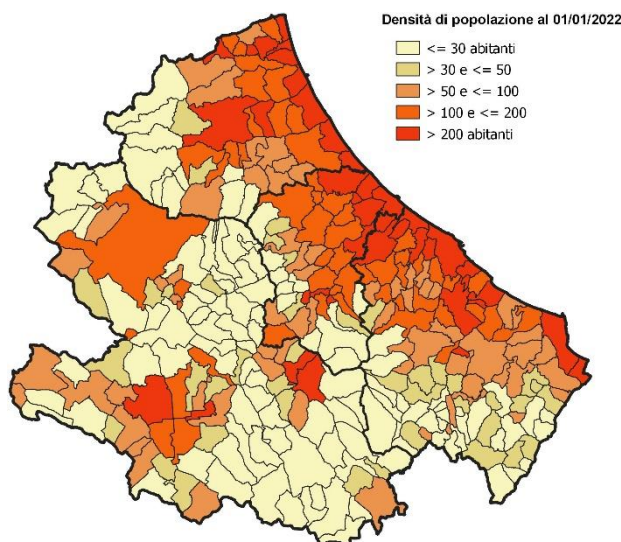 Densità di popolazione al 01/01/2022
<= 30 abitanti
> 30 e <= 50
> 50 e <= 100
> 100 e <= 200
> 200 abitanti